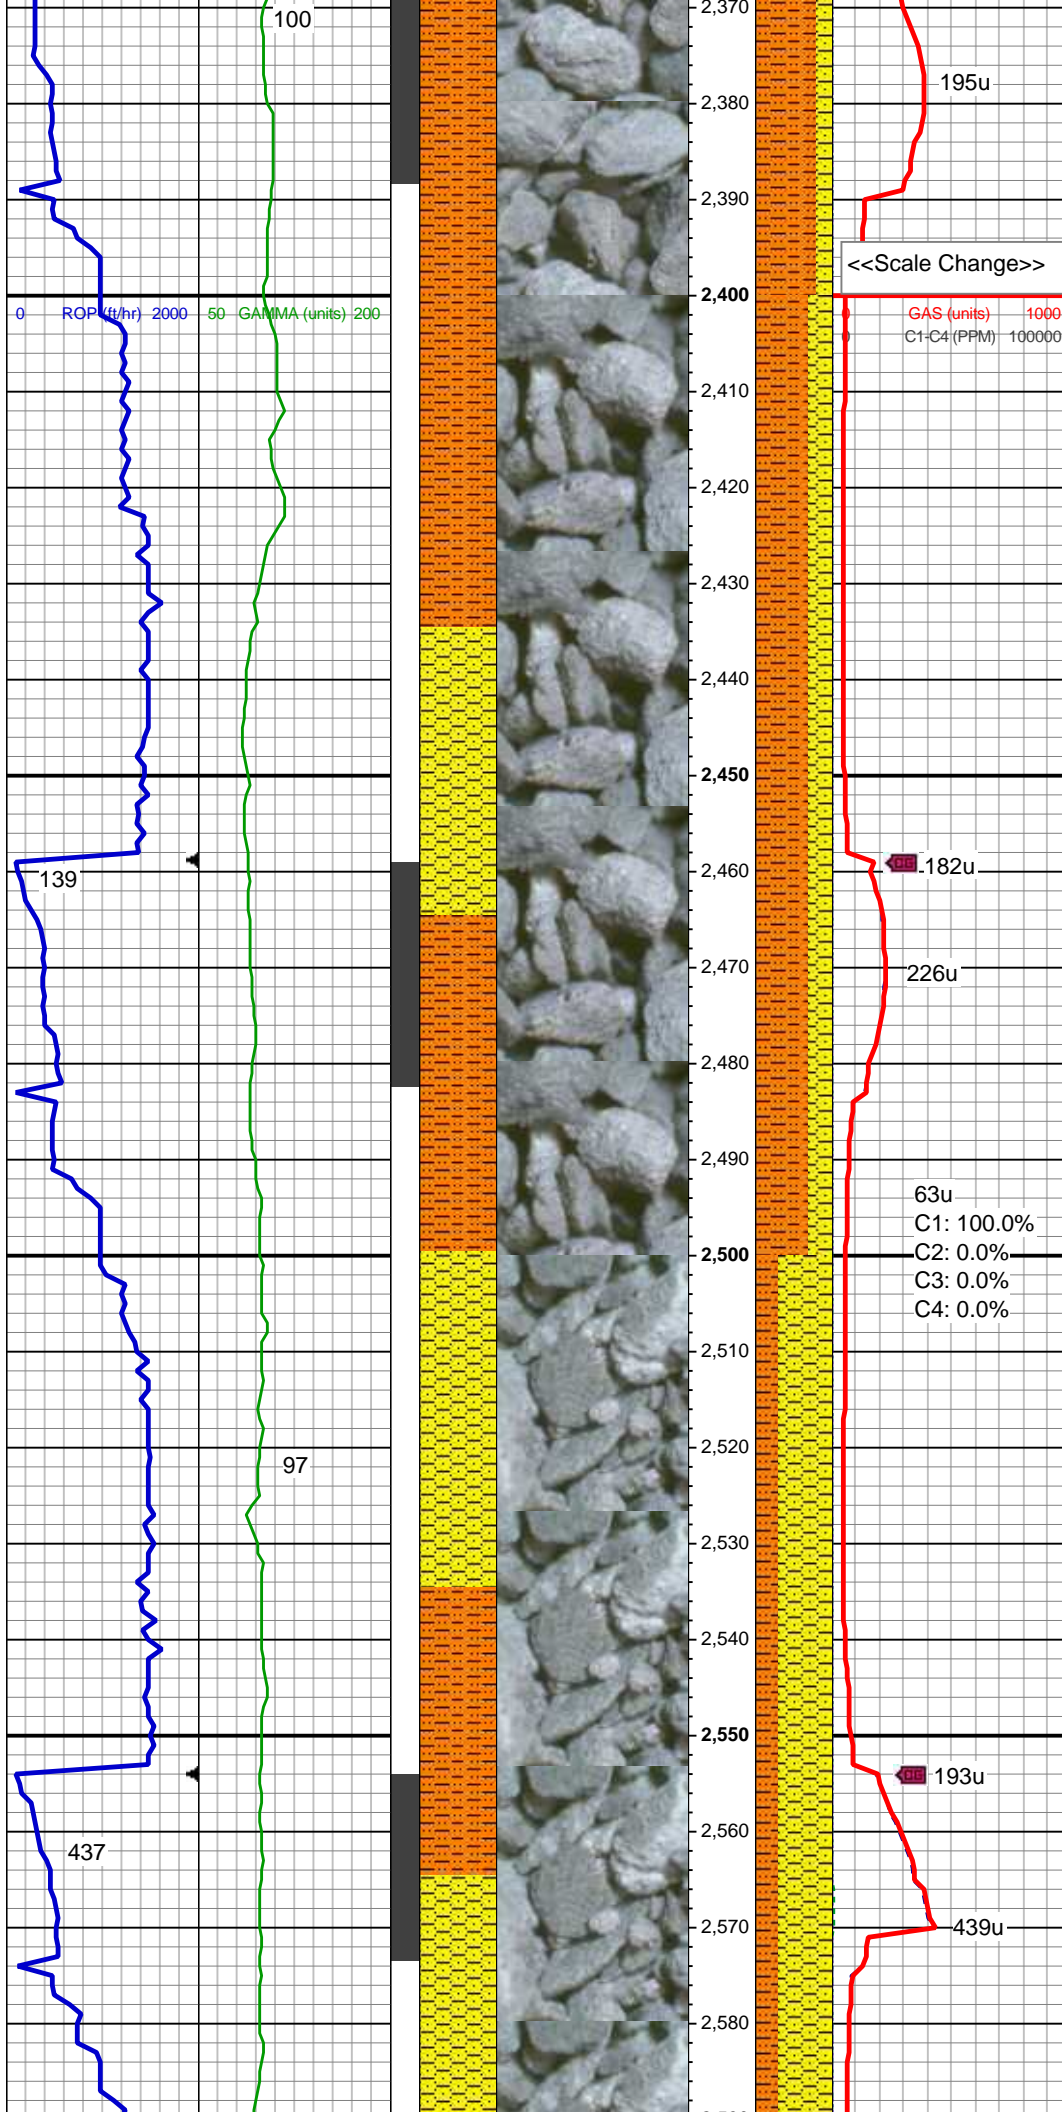 2,370
100
195u
2,380
2,390
<<Scale Change>>
2,400
0 ROP (ft/hr) 2000 50 GAMMA (units) 200
0 GAS (units) 1000
0 C1-C4 (PPM) 100000
2,410
2,420
2,430
2,440
2,450
2,460
CG 182u
139
2,470
226u
2,480
2,490
63u
C1: 100.0%
C2: 0.0%
2,500
C3: 0.0%
C4: 0.0%
2,510
2,520
97
2,530
2,540
2,550
CG 193u
2,560
437
2,570
439u
2,580